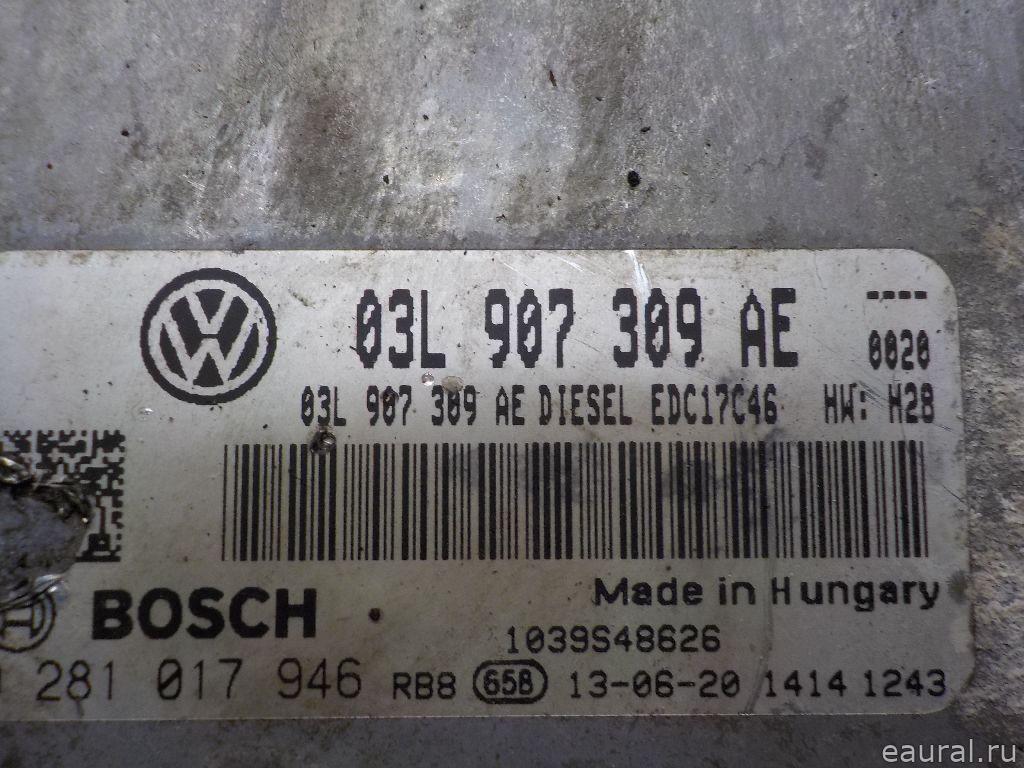 03L 907 309 AE ----
0020
03L 907 309 AE DIESEL EDC17C46 HW: H28
Made in Hungary
BOSCH
1039S48626
281 017 946 RB8 65B 13-06-20 1414 1243
eaural.ru